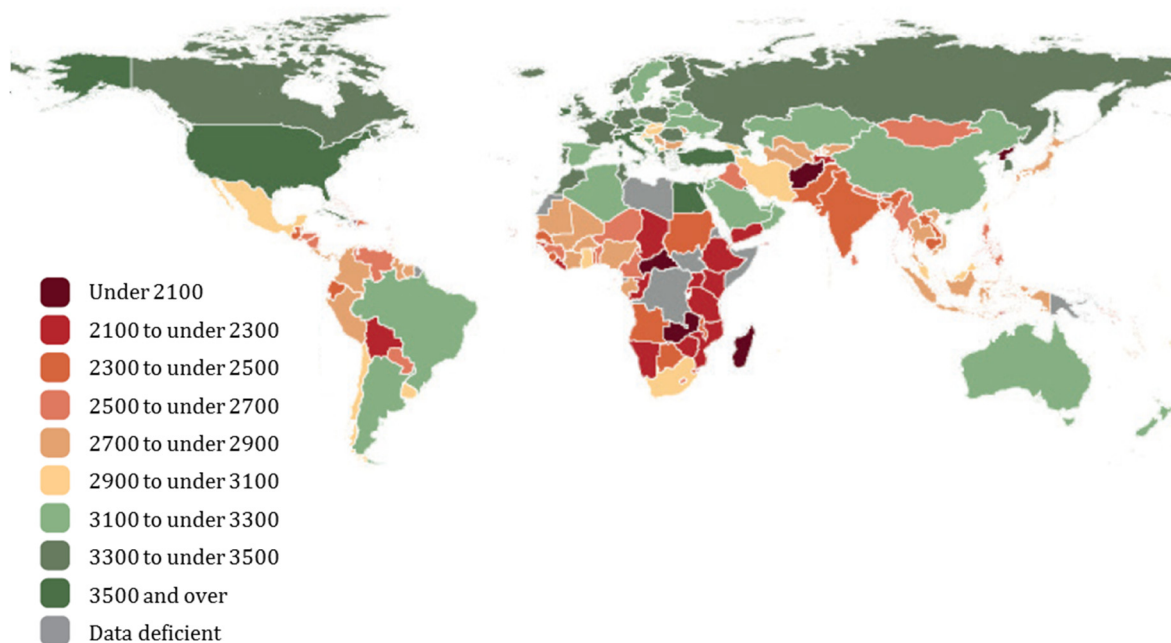 Under 2100
2100 to under 2300
2300 to under 2500
2500 to under 2700
2700 to under 2900
2900 to under 3100
3100 to under 3300
3300 to under 3500
3500 and over
Data deficient